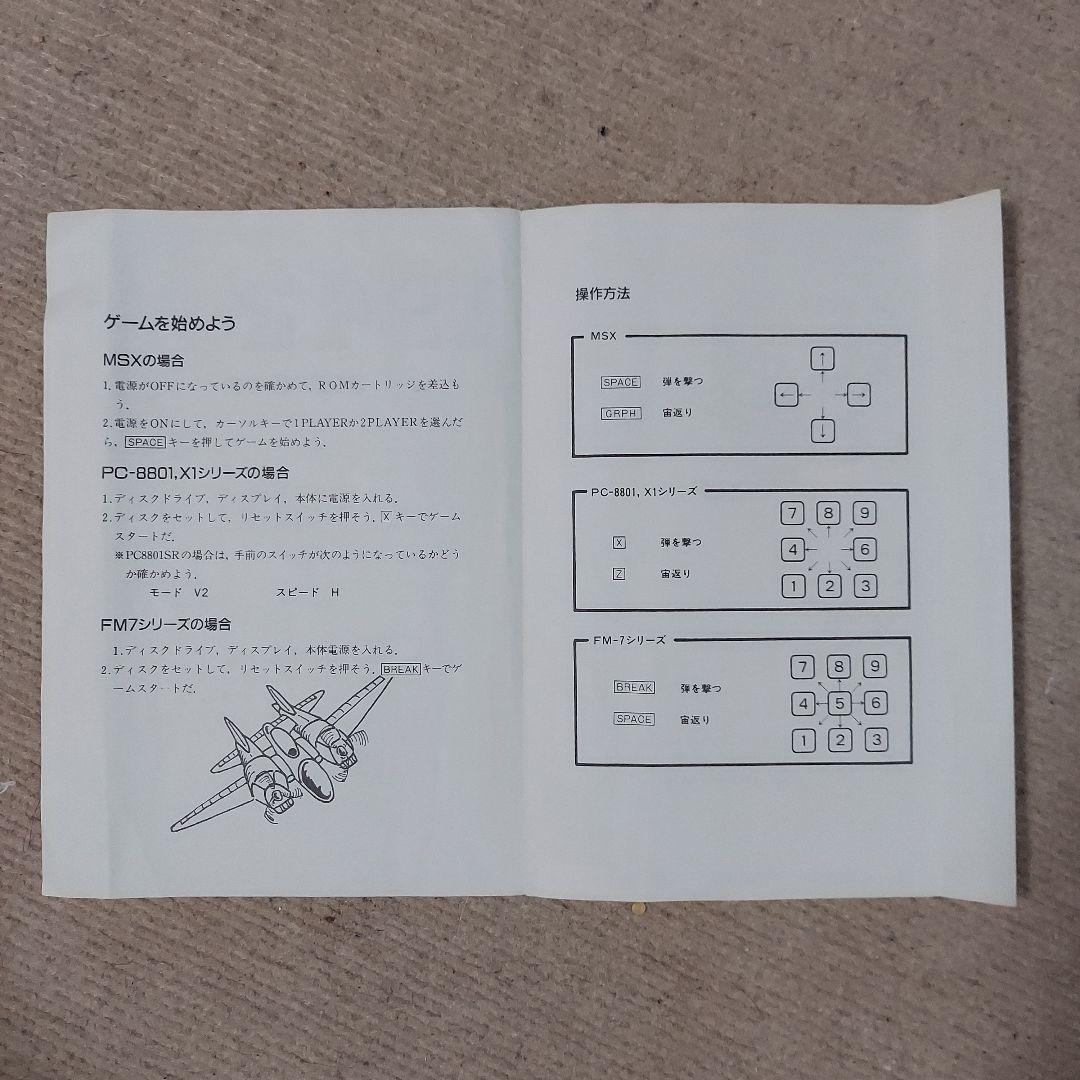 ゲームを始めよう
MSXの場合
1. 電源がOFFになっているのを確かめて, ROMカートリッジを差込も
う.
2. 電源をONにして, カーソルキーで1PLAYERか2PLAYERを選んだ
ら, SPACEキーを押してゲームを始めよう.
PC-8801, X1シリーズの場合
1. ディスクドライブ, ディスプレイ, 本体に電源を入れる.
2. ディスクをセットして, リセットスイッチを押そう. Xキーでゲーム
スタートだ.
※PC8801SRの場合は, 手前のスイッチが次のようになっているかどう
か確かめよう.
モード V2 スピード H
FM7シリーズの場合
1. ディスクドライブ, ディスプレイ, 本体電源を入れる.
2. ディスクをセットして, リセットスイッチを押そう. BREAKキーでゲ
ームスタートだ.
操作方法
MSX
↑
SPACE 弾を撃つ
← ← → →
GRPH 宙返り
↓
PC-8801, X1シリーズ
7 8 9
X 弾を撃つ
4 6
Z 宙返り
1 2 3
FM-7シリーズ
7 8 9
BREAK 弾を撃つ
4 5 6
SPACE 宙返り
1 2 3